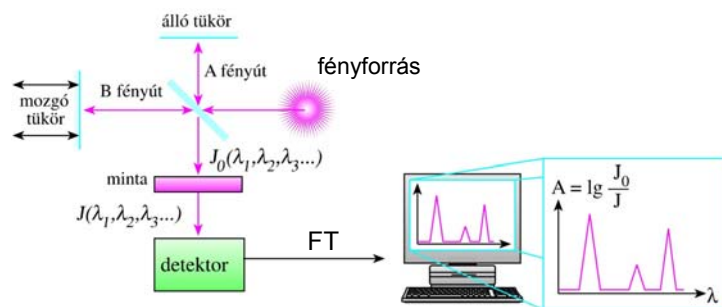 álló tükör
A fényút
fényforrás
B fényút
mozgó
tükör
J₀(λ₁,λ₂,λ₃...)
minta
J(λ₁,λ₂,λ₃...)
detektor
FT
A = lg J₀/J
λ